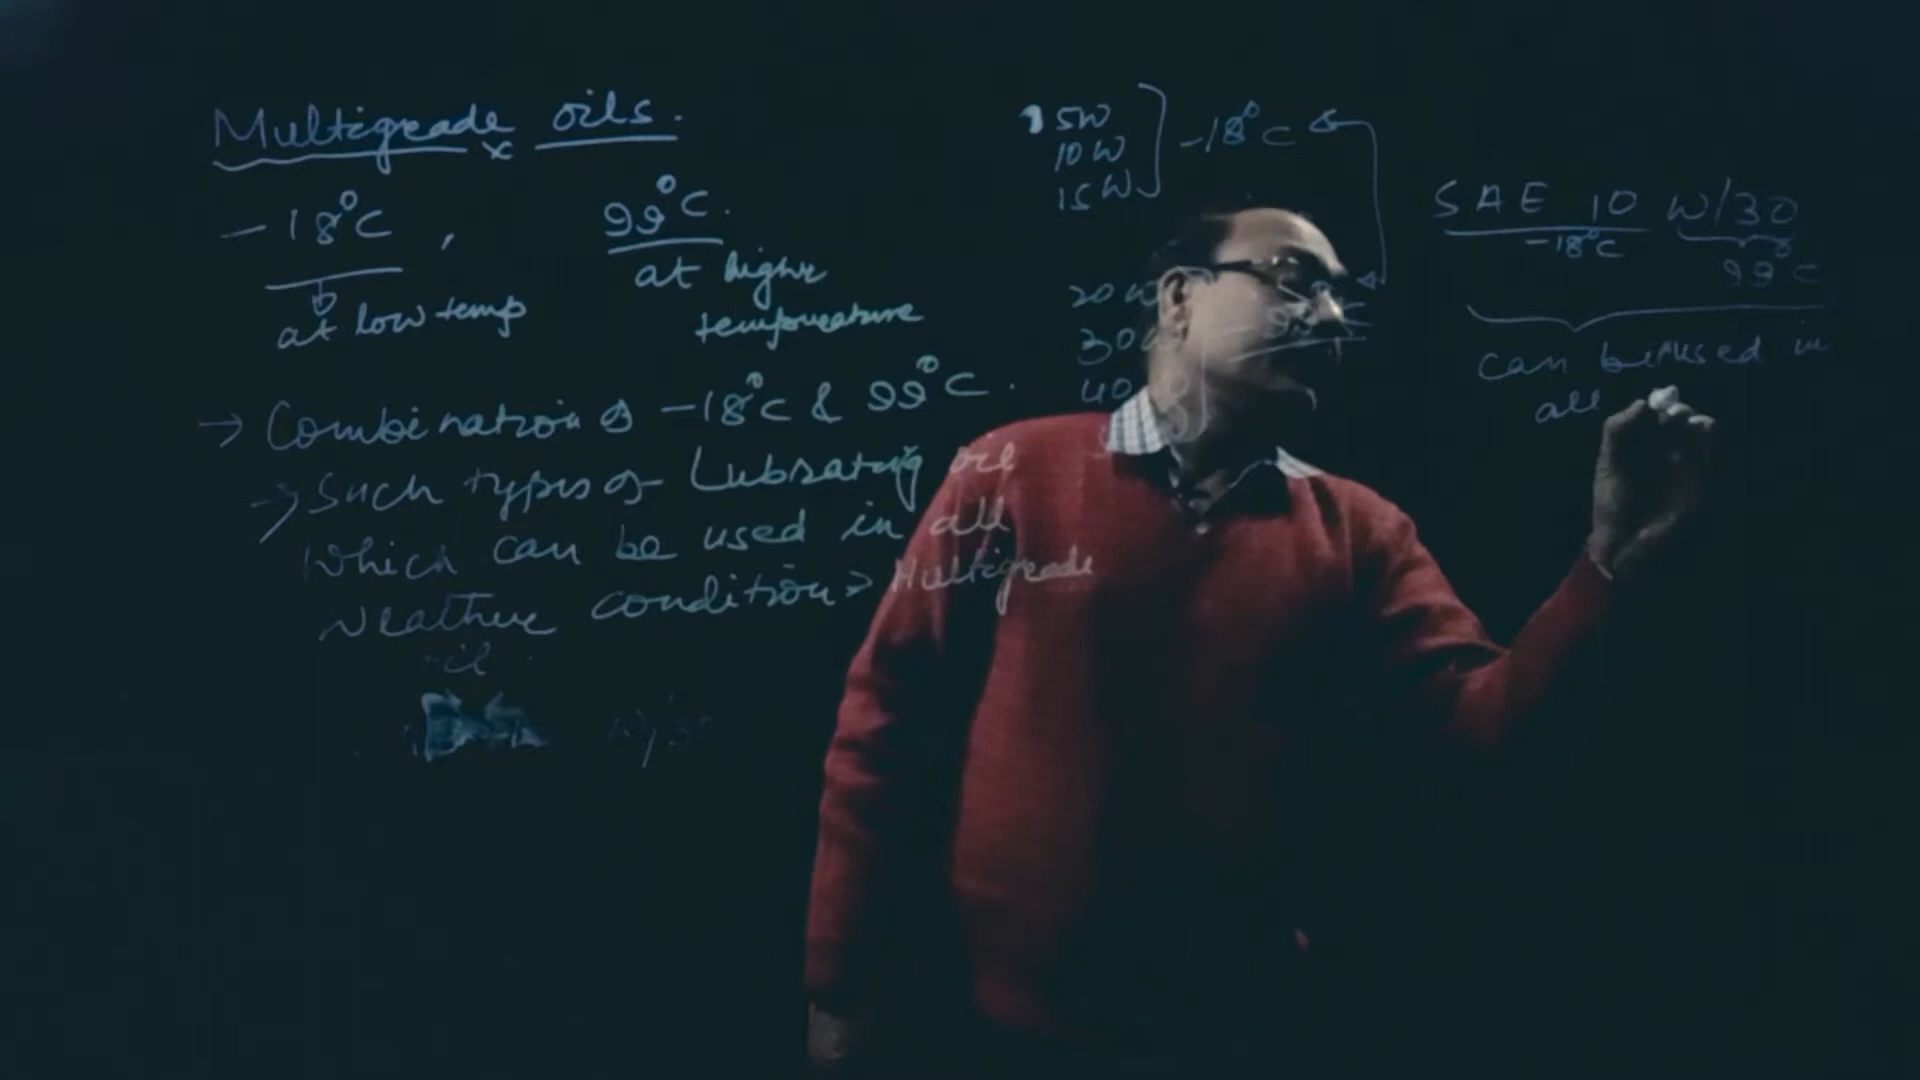 Multigrade oils.
-18°C , 99°C.
at low temp
at higher
temperature
→ Combination of -18°C & 99°C.
→ Such types of Lubrating oil
Which can be used in all
Weather condition > Multigrade
oil
5W
10W
15W
-18°C
20W
30
40
SAE 10 W/30
-18°C
99°C
can be used in
all